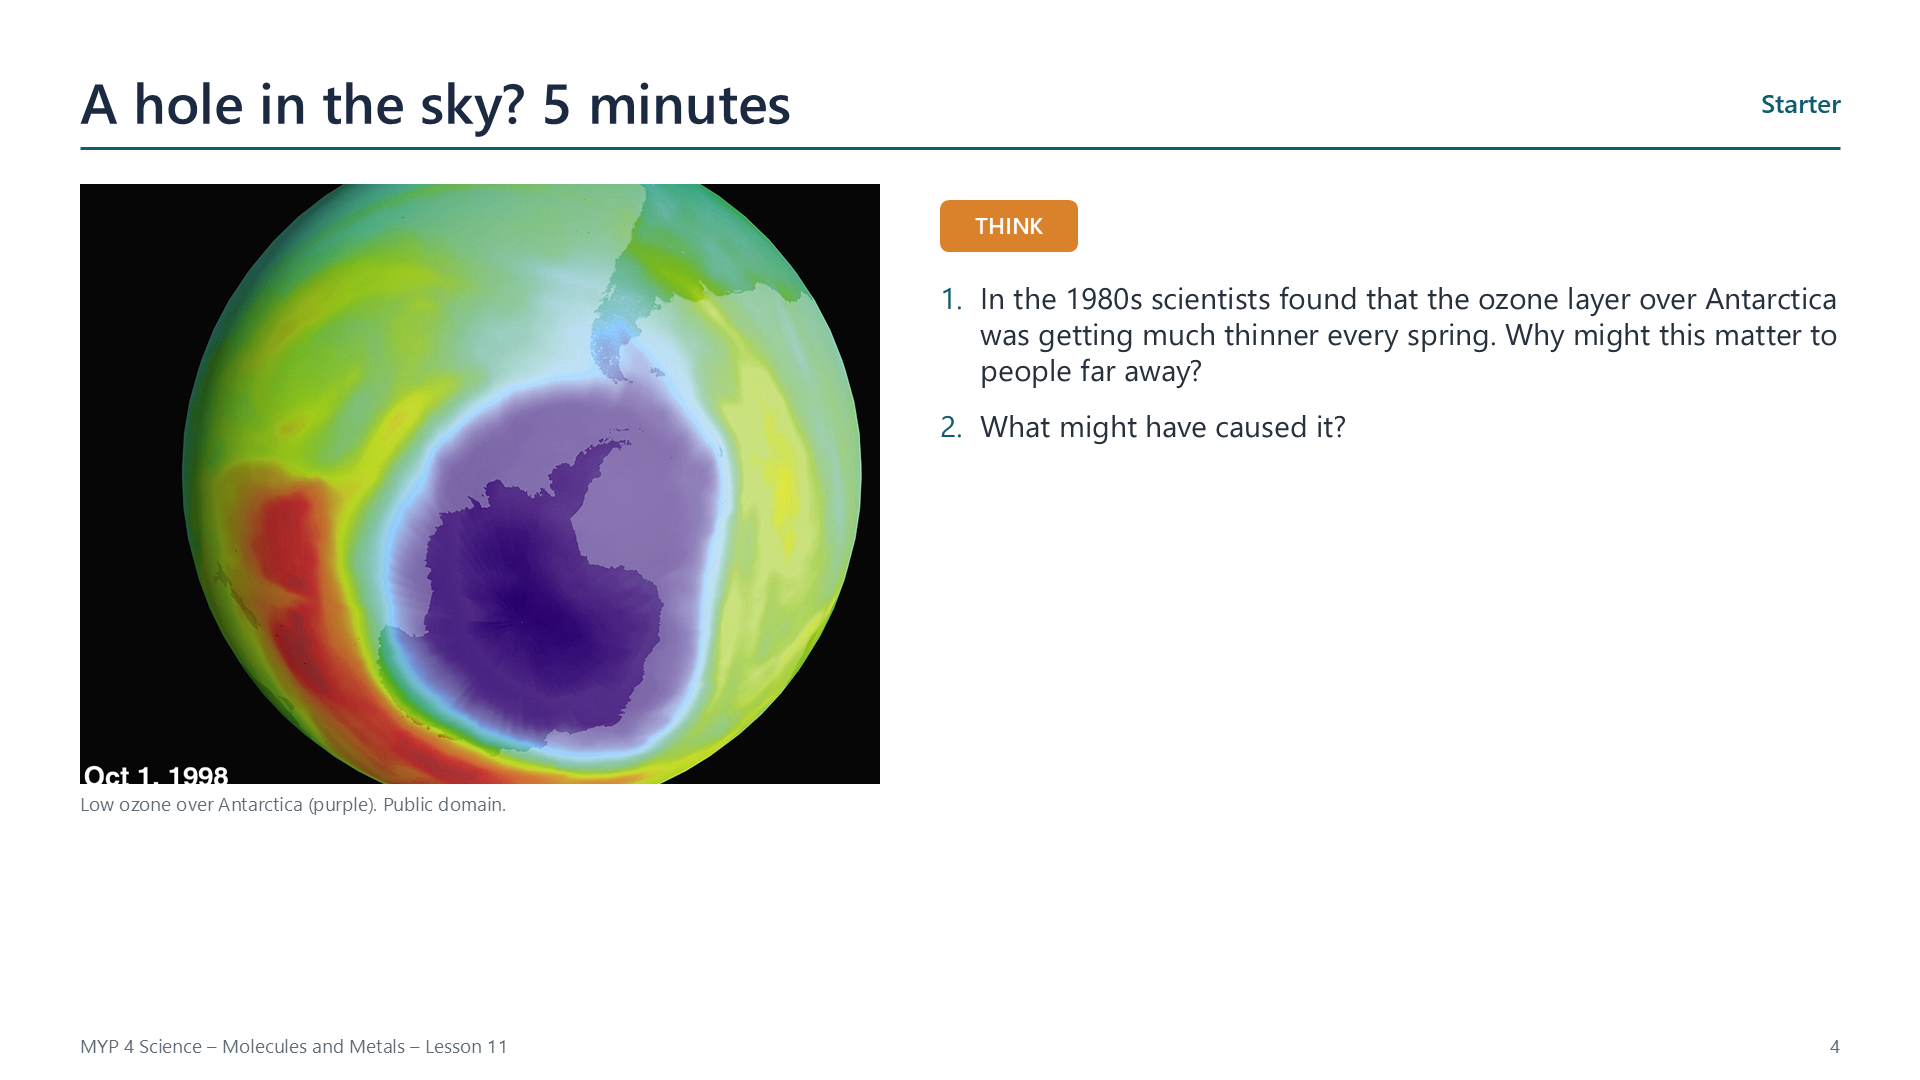 A hole in the sky? 5 minutes
Starter
THINK
1. In the 1980s scientists found that the ozone layer over Antarctica
was getting much thinner every spring. Why might this matter to
people far away?
2. What might have caused it?
Oct 1, 1998
Low ozone over Antarctica (purple). Public domain.
MYP 4 Science – Molecules and Metals – Lesson 11
4